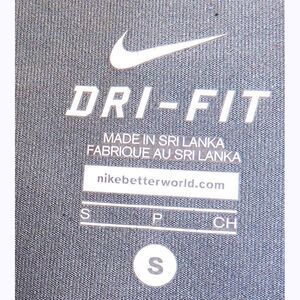 DRI-FIT
MADE IN SRI LANKA
FABRIQUE AU SRI LANKA
nikebetterworld.com
S P CH
S